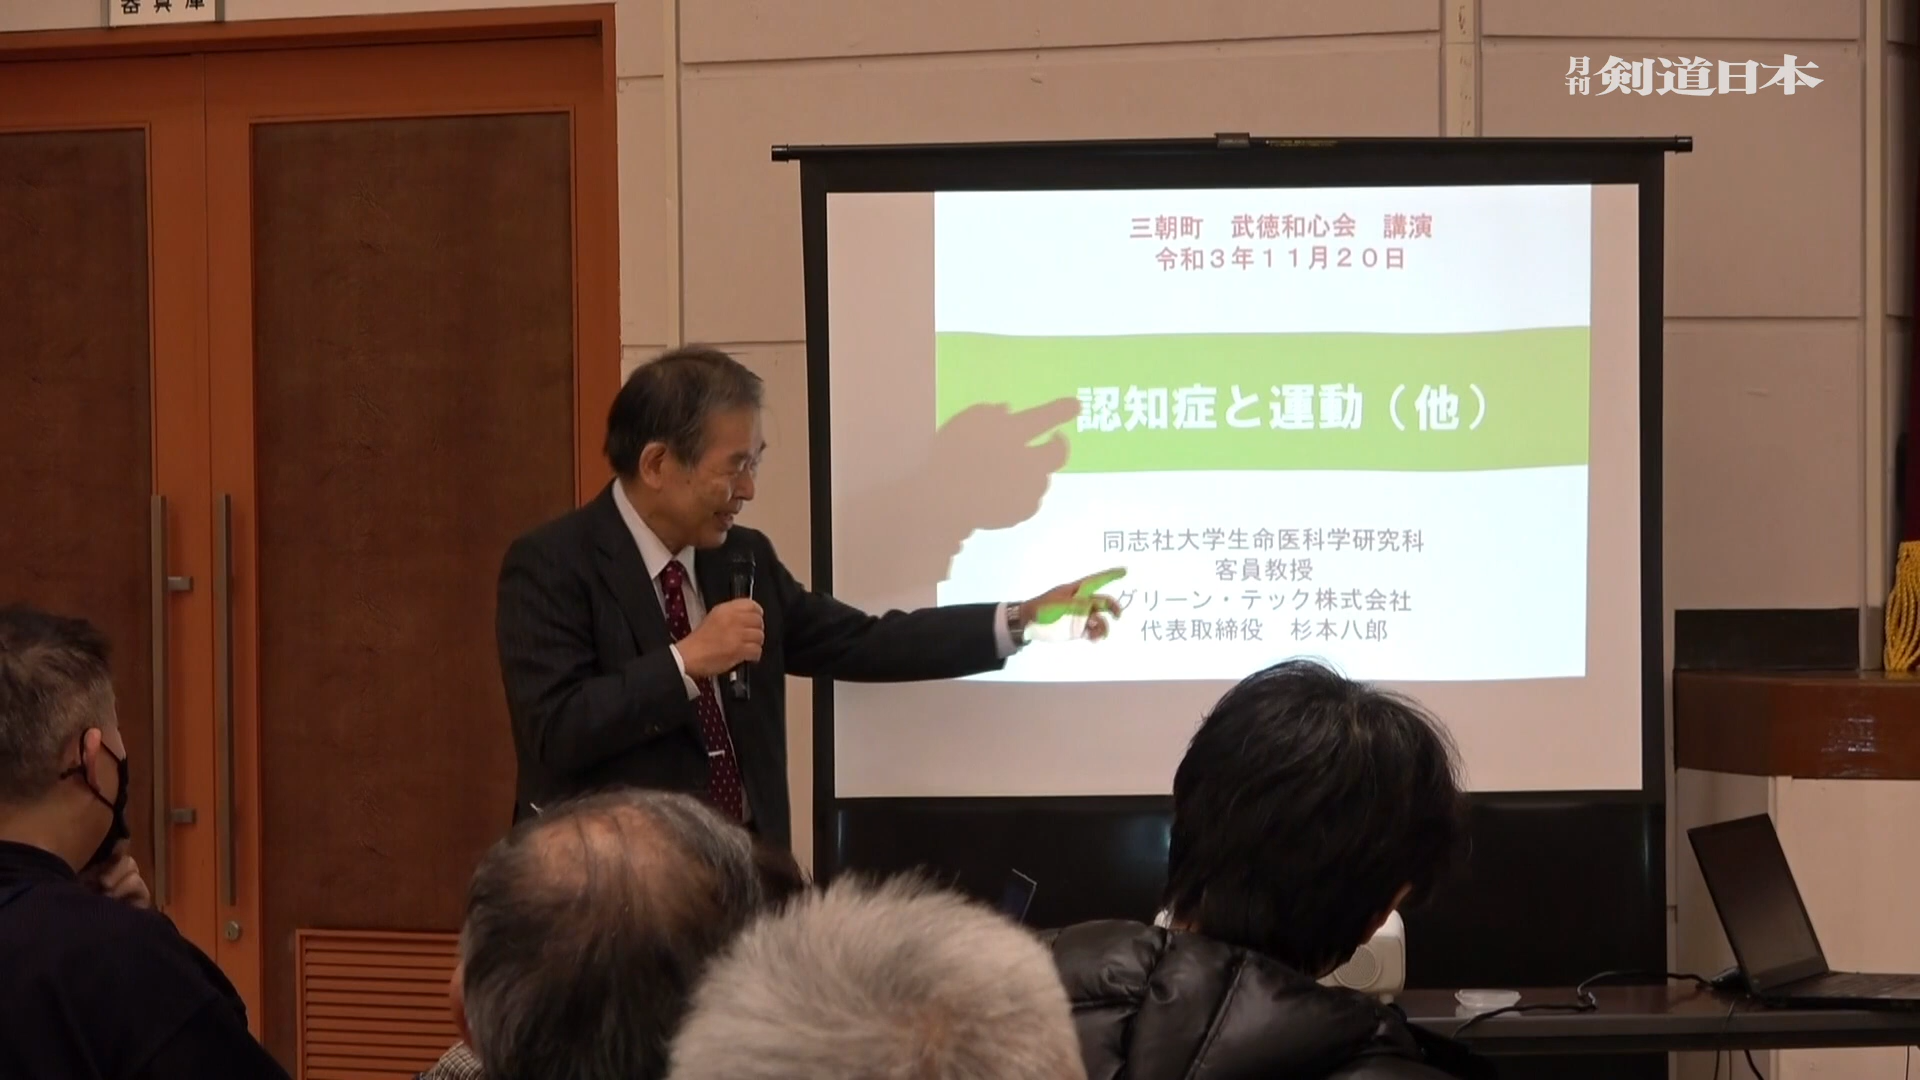 器具庫
月刊 剣道日本
三朝町 武徳和心会 講演
令和３年１１月２０日
認知症と運動（他）
同志社大学生命医科学研究科
客員教授
グリーン・テック株式会社
代表取締役 杉本八郎